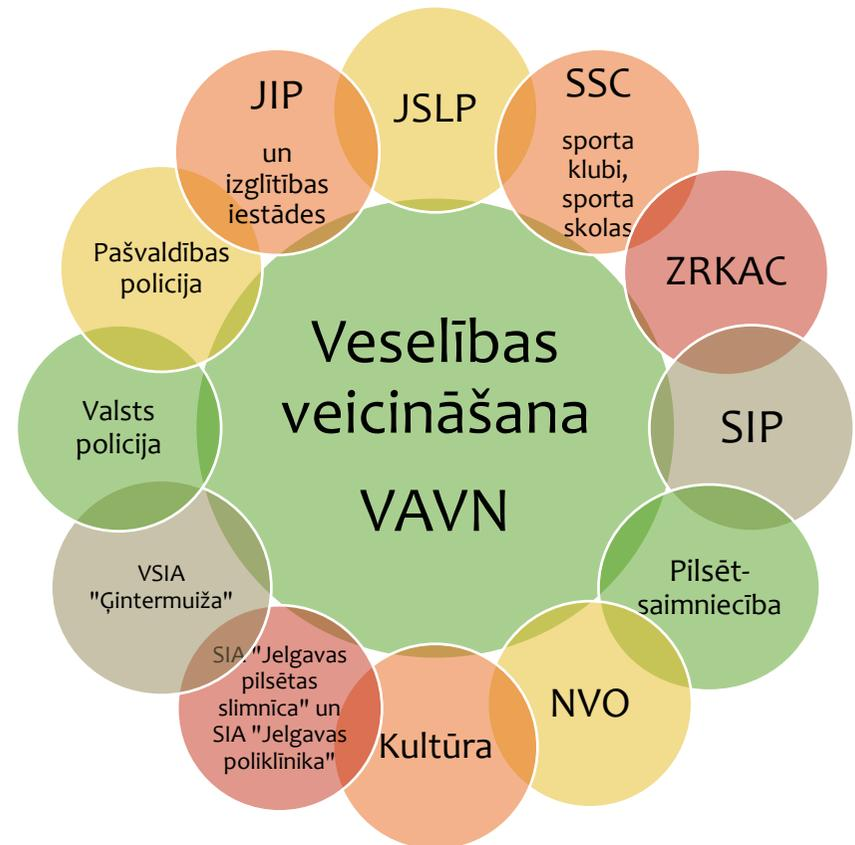 JSLP
SSC
sporta
klubi,
sporta
skolas
ZRKAC
SIP
Pilsēt-
saimniecība
NVO
Kultūra
SIA "Jelgavas
pilsētas
slimnīca" un
SIA "Jelgavas
poliklīnika"
VSIA
"Ģintermuiža"
Valsts
policija
Pašvaldības
policija
JIP
un
izglītības
iestādes
Veselības
veicināšana
VAVN